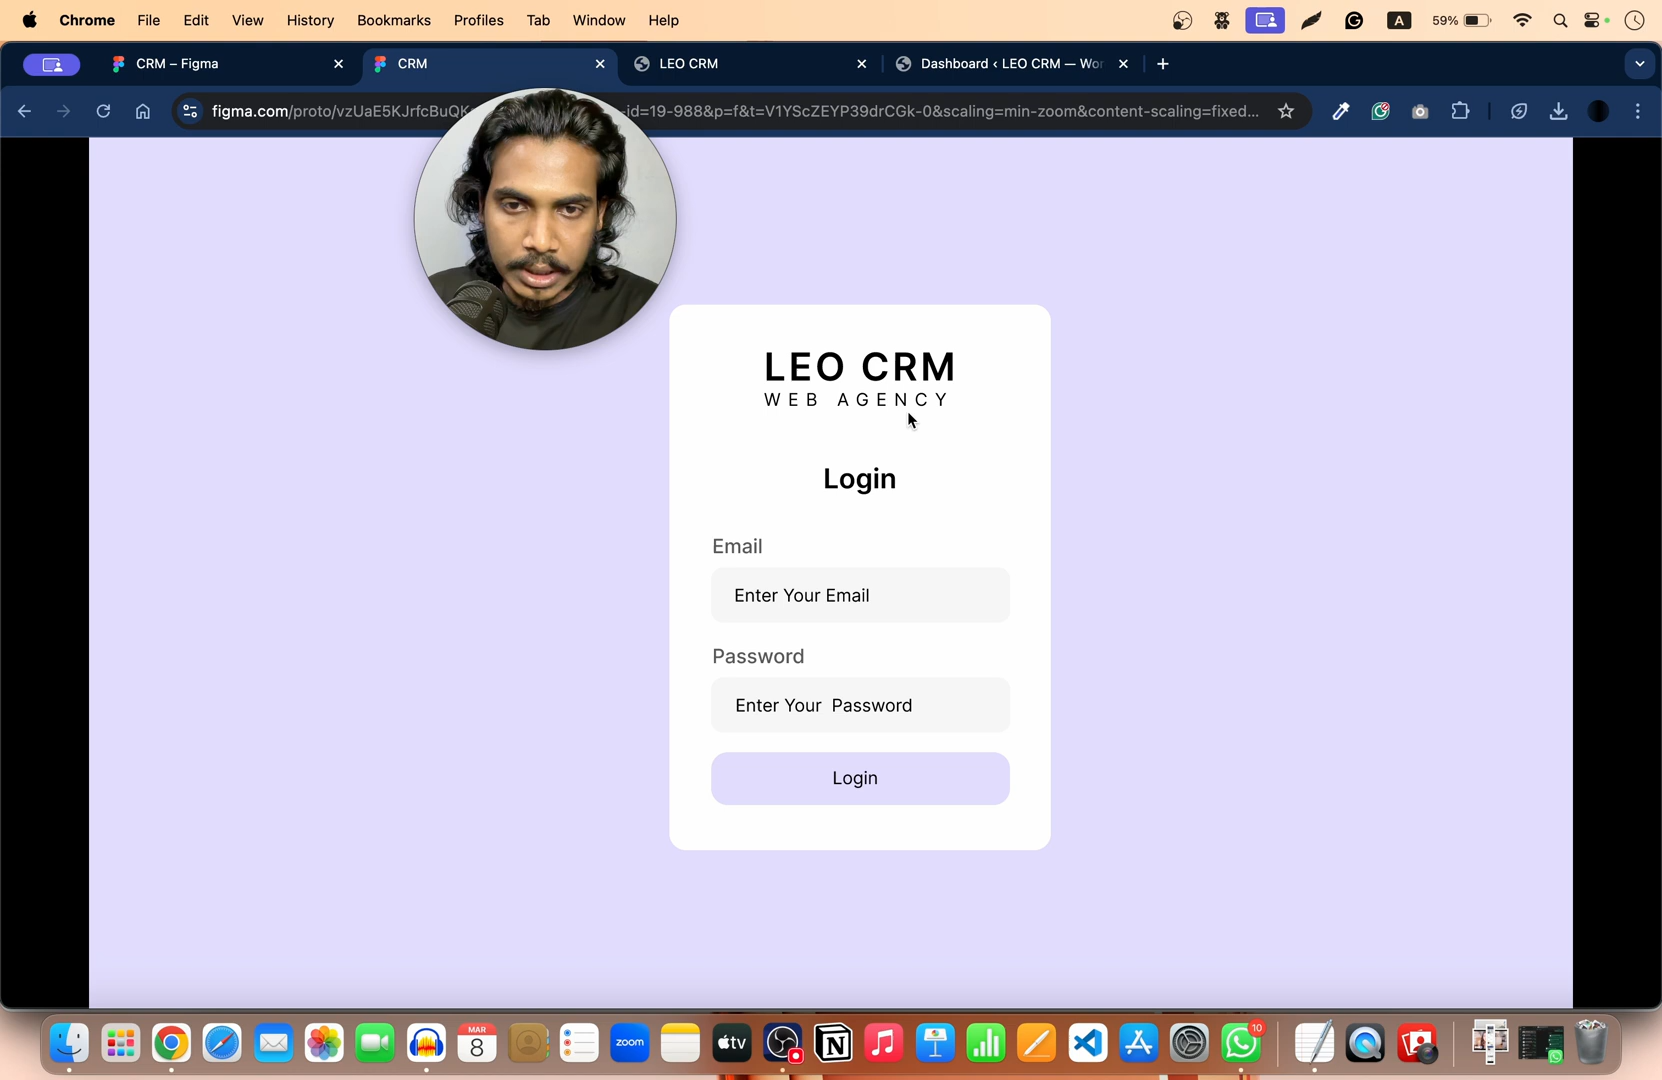 Chrome File Edit View History Bookmarks Profiles Tab Window Help
A 59%
CRM – Figma
CRM
LEO CRM
Dashboard ‹ LEO CRM — Wor
figma.com/proto/vzUaE5KJrfcBuQK
-id=19-988&p=f&t=V1YScZEYP39drCGk-0&scaling=min-zoom&content-scaling=fixed...
LEO CRM
WEB AGENCY
Login
Email
Enter Your Email
Password
Enter Your  Password
Login
MAR
8
zoom
tv
10